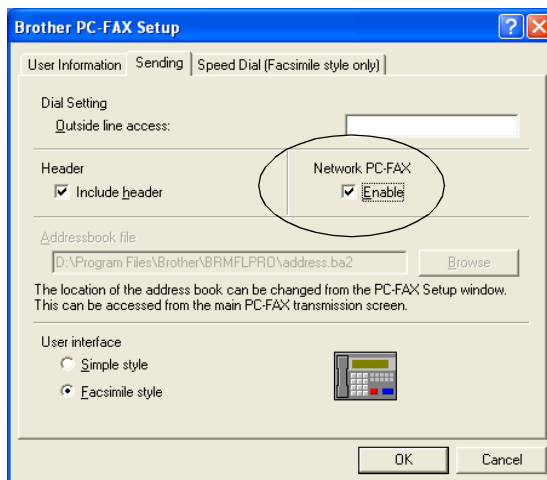 Brother PC-FAX Setup
User Information Sending Speed Dial (Facsimile style only)
Dial Setting
Outside line access:
Header Network PC-FAX
Include header Enable
Addressbook file
D:\Program Files\Brother\BRMFLPRO\address.ba2 Browse
The location of the address book can be changed from the PC-FAX Setup window.
This can be accessed from the main PC-FAX transmission screen.
User interface
Simple style
Facsimile style
OK Cancel